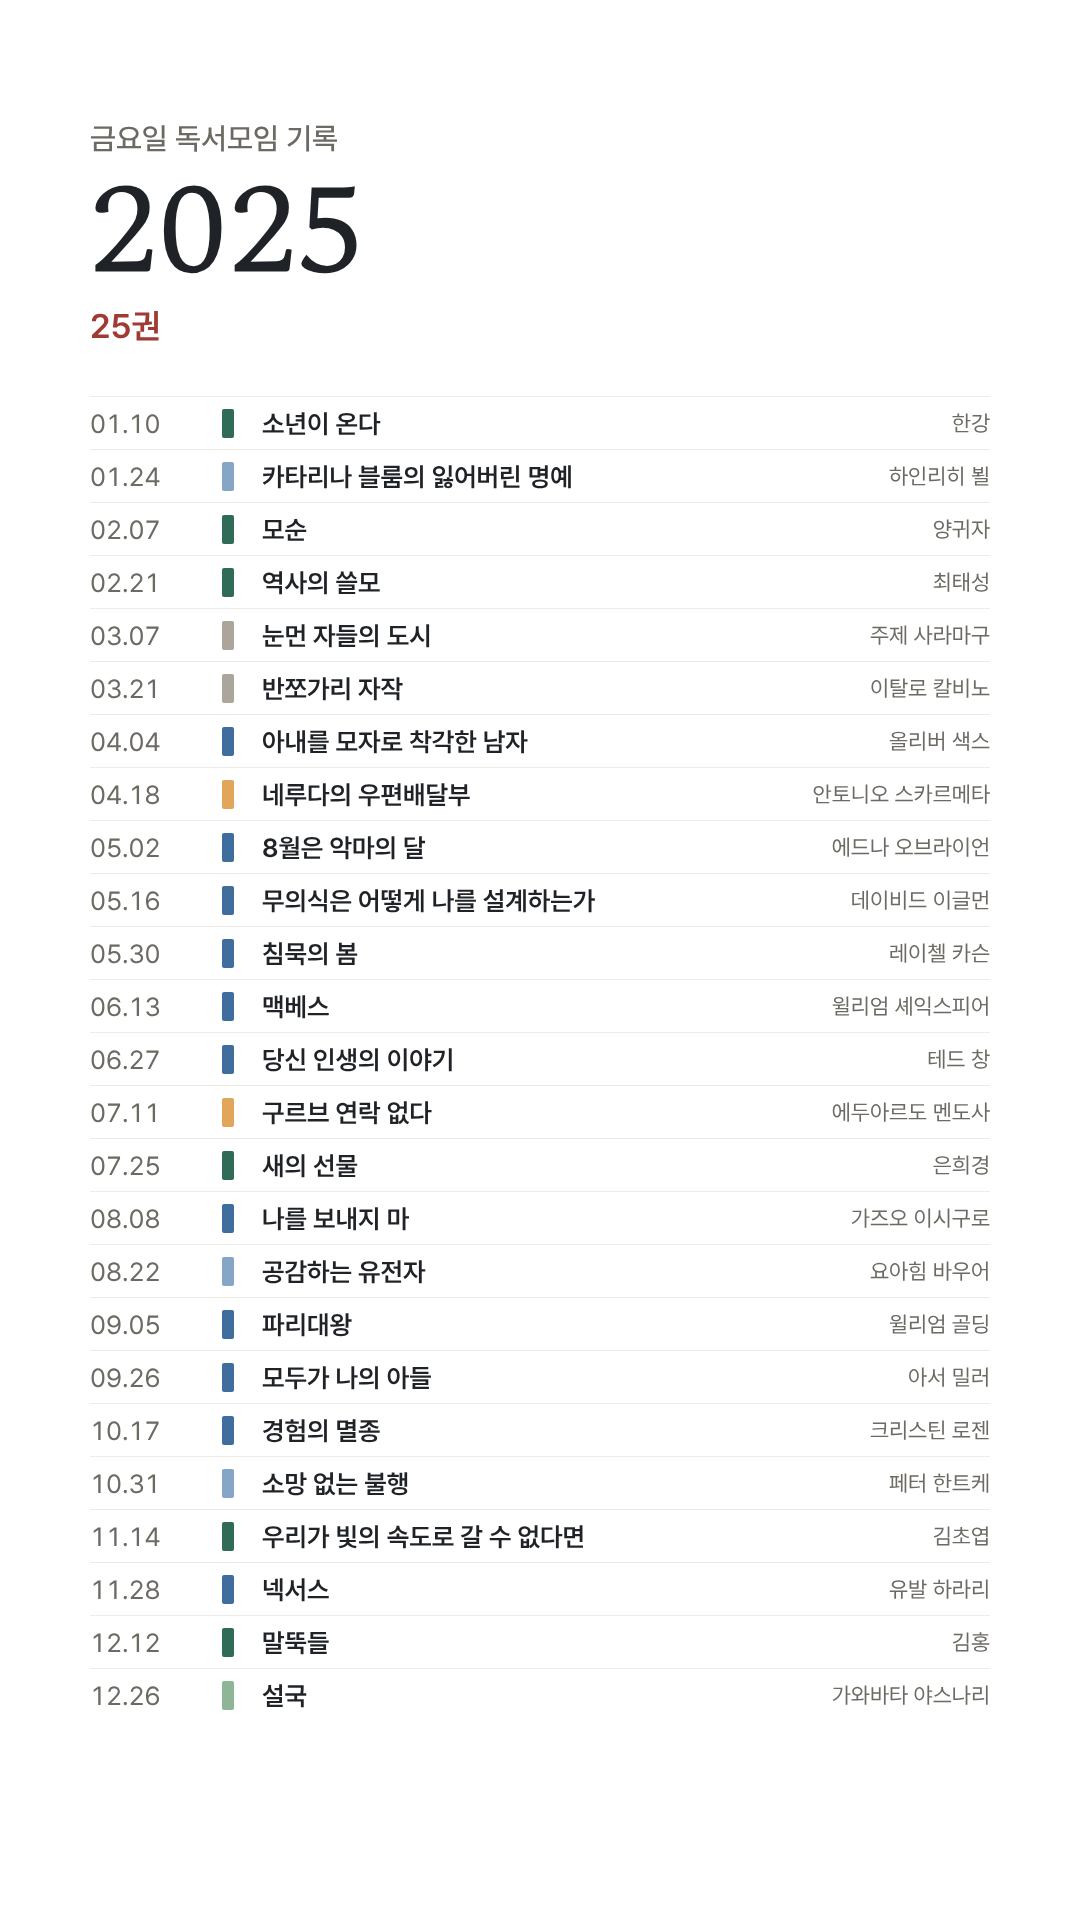 금요일 독서모임 기록
2025
25권
01.10 소년이 온다 한강
01.24 카타리나 블룸의 잃어버린 명예 하인리히 뵐
02.07 모순 양귀자
02.21 역사의 쓸모 최태성
03.07 눈먼 자들의 도시 주제 사라마구
03.21 반쪼가리 자작 이탈로 칼비노
04.04 아내를 모자로 착각한 남자 올리버 색스
04.18 네루다의 우편배달부 안토니오 스카르메타
05.02 8월은 악마의 달 에드나 오브라이언
05.16 무의식은 어떻게 나를 설계하는가 데이비드 이글먼
05.30 침묵의 봄 레이첼 카슨
06.13 맥베스 윌리엄 셰익스피어
06.27 당신 인생의 이야기 테드 창
07.11 구르브 연락 없다 에두아르도 멘도사
07.25 새의 선물 은희경
08.08 나를 보내지 마 가즈오 이시구로
08.22 공감하는 유전자 요아힘 바우어
09.05 파리대왕 윌리엄 골딩
09.26 모두가 나의 아들 아서 밀러
10.17 경험의 멸종 크리스틴 로젠
10.31 소망 없는 불행 페터 한트케
11.14 우리가 빛의 속도로 갈 수 없다면 김초엽
11.28 넥서스 유발 하라리
12.12 말뚝들 김홍
12.26 설국 가와바타 야스나리